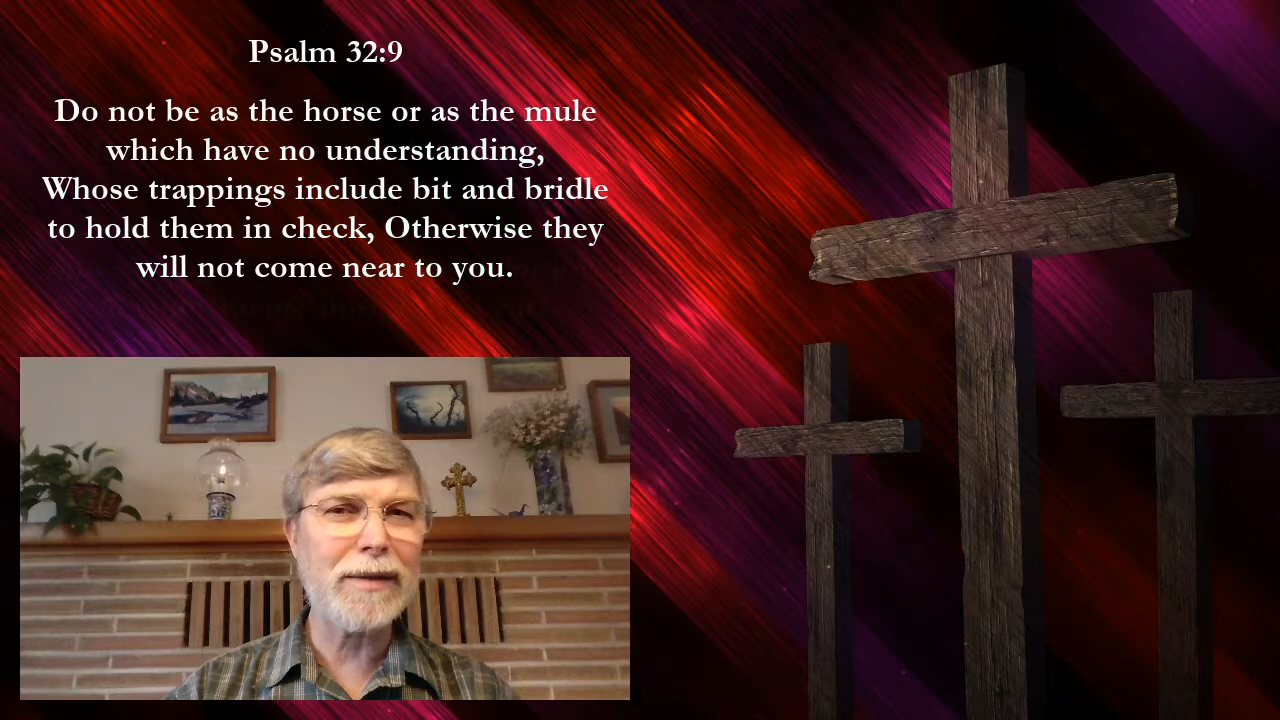 Psalm 32:9
Do not be as the horse or as the mule
which have no understanding,
Whose trappings include bit and bridle
to hold them in check, Otherwise they
will not come near to you.